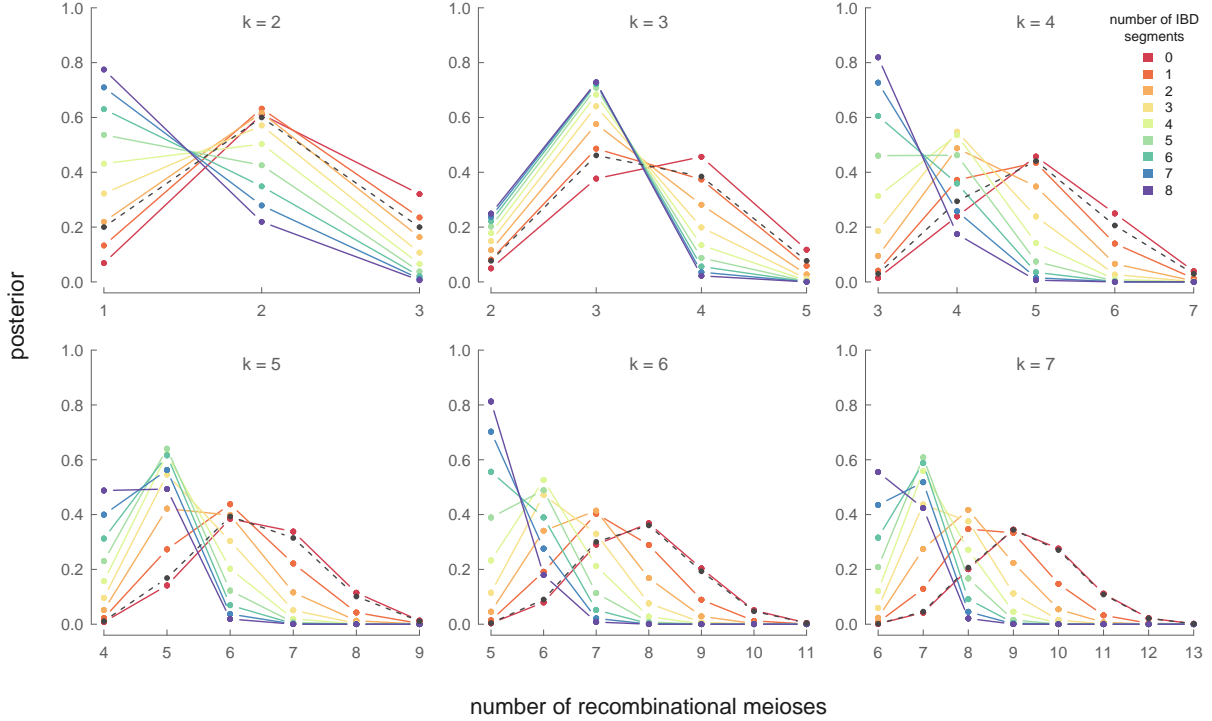 k = 2
1.0
0.8
0.6
0.4
0.2
0.0
1 2 3
k = 3
1.0
0.8
0.6
0.4
0.2
0.0
2 3 4 5
k = 4
1.0
0.8
0.6
0.4
0.2
0.0
3 4 5 6 7
number of IBD
segments
0
1
2
3
4
5
6
7
8
posterior
k = 5
1.0
0.8
0.6
0.4
0.2
0.0
4 5 6 7 8 9
k = 6
1.0
0.8
0.6
0.4
0.2
0.0
5 6 7 8 9 10 11
k = 7
1.0
0.8
0.6
0.4
0.2
0.0
6 7 8 9 10 11 12 13
number of recombinational meioses